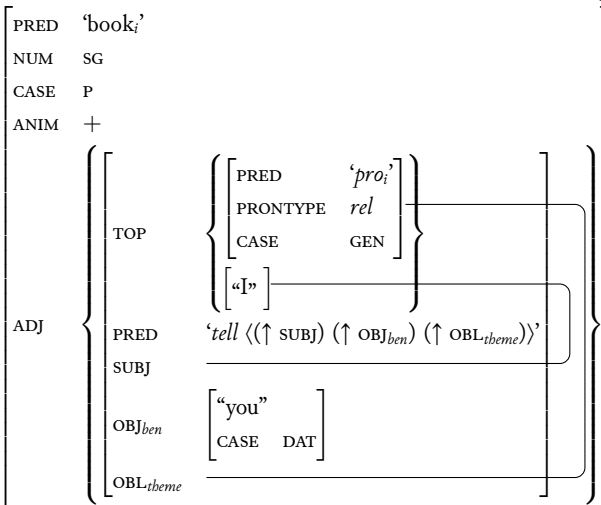 PRED ‘book𝑖’
NUM SG
CASE P
ANIM +
PRED ‘pro𝑖’
PRONTYPE rel
TOP
CASE GEN
“I”
ADJ
PRED ‘tell ⟨(↑ SUBJ) (↑ OBJben) (↑ OBLtheme)⟩’
SUBJ
“you”
OBJben
CASE DAT
OBLtheme